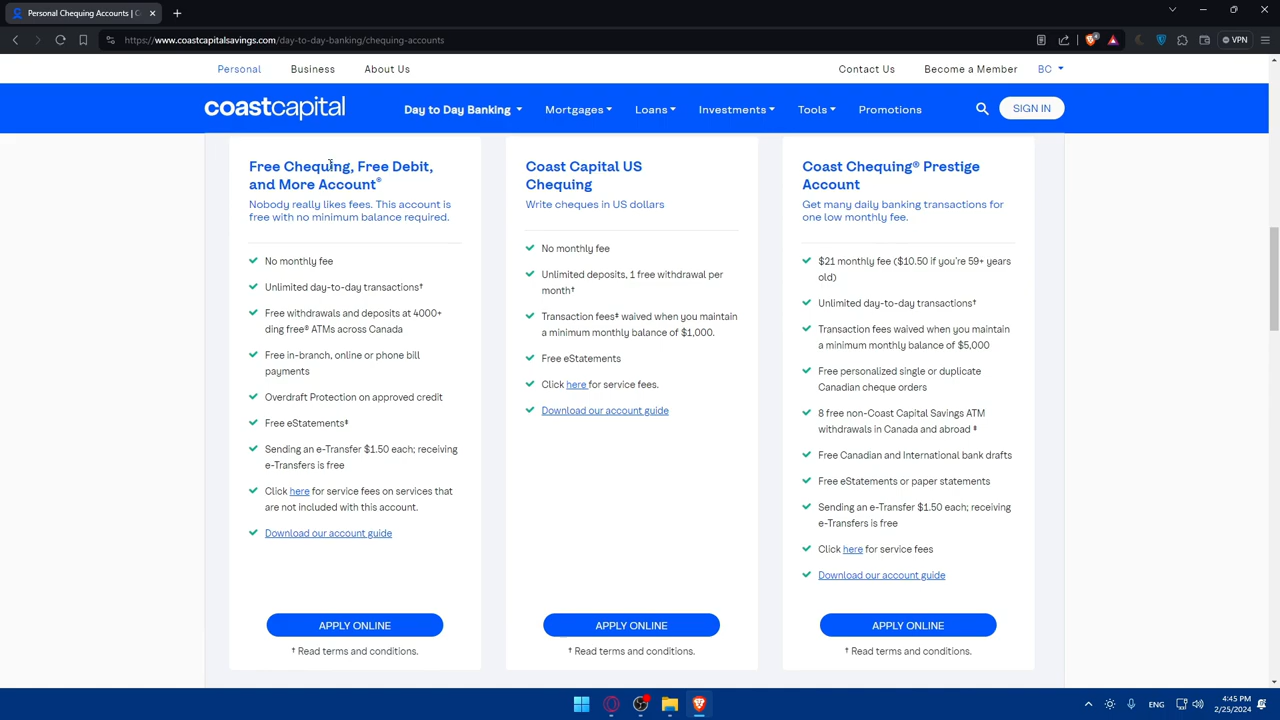 Personal Chequing Accounts | C
https://www.coastcapitalsavings.com/day-to-day-banking/chequing-accounts
VPN
Personal
Business
About Us
Contact Us
Become a Member
BC
coastcapital
Day to Day Banking
Mortgages
Loans
Investments
Tools
Promotions
SIGN IN
Free Chequing, Free Debit,
and More Account®
Nobody really likes fees. This account is
free with no minimum balance required.
No monthly fee
Unlimited day-to-day transactions†
Free withdrawals and deposits at 4000+
ding free® ATMs across Canada
Free in-branch, online or phone bill
payments
Overdraft Protection on approved credit
Free eStatements‡
Sending an e-Transfer $1.50 each; receiving
e-Transfers is free
Click here for service fees on services that
are not included with this account.
Download our account guide
APPLY ONLINE
† Read terms and conditions.
Coast Capital US
Chequing
Write cheques in US dollars
No monthly fee
Unlimited deposits, 1 free withdrawal per
month†
Transaction fees‡ waived when you maintain
a minimum monthly balance of $1,000.
Free eStatements
Click here for service fees.
Download our account guide
APPLY ONLINE
† Read terms and conditions.
Coast Chequing® Prestige
Account
Get many daily banking transactions for
one low monthly fee.
$21 monthly fee ($10.50 if you're 59+ years
old)
Unlimited day-to-day transactions†
Transaction fees waived when you maintain
a minimum monthly balance of $5,000
Free personalized single or duplicate
Canadian cheque orders
8 free non-Coast Capital Savings ATM
withdrawals in Canada and abroad ‡
Free Canadian and International bank drafts
Free eStatements or paper statements
Sending an e-Transfer $1.50 each; receiving
e-Transfers is free
Click here for service fees
Download our account guide
APPLY ONLINE
† Read terms and conditions.
ENG
4:45 PM
2/25/2024